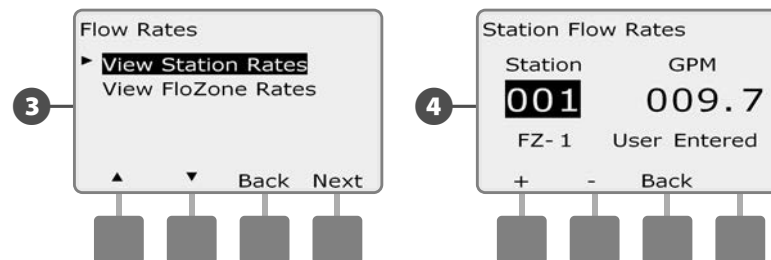 3
Flow Rates
► View Station Rates
View FloZone Rates
▲ ▼ Back Next
4
Station Flow Rates
Station GPM
001 009.7
FZ- 1 User Entered
+ - Back